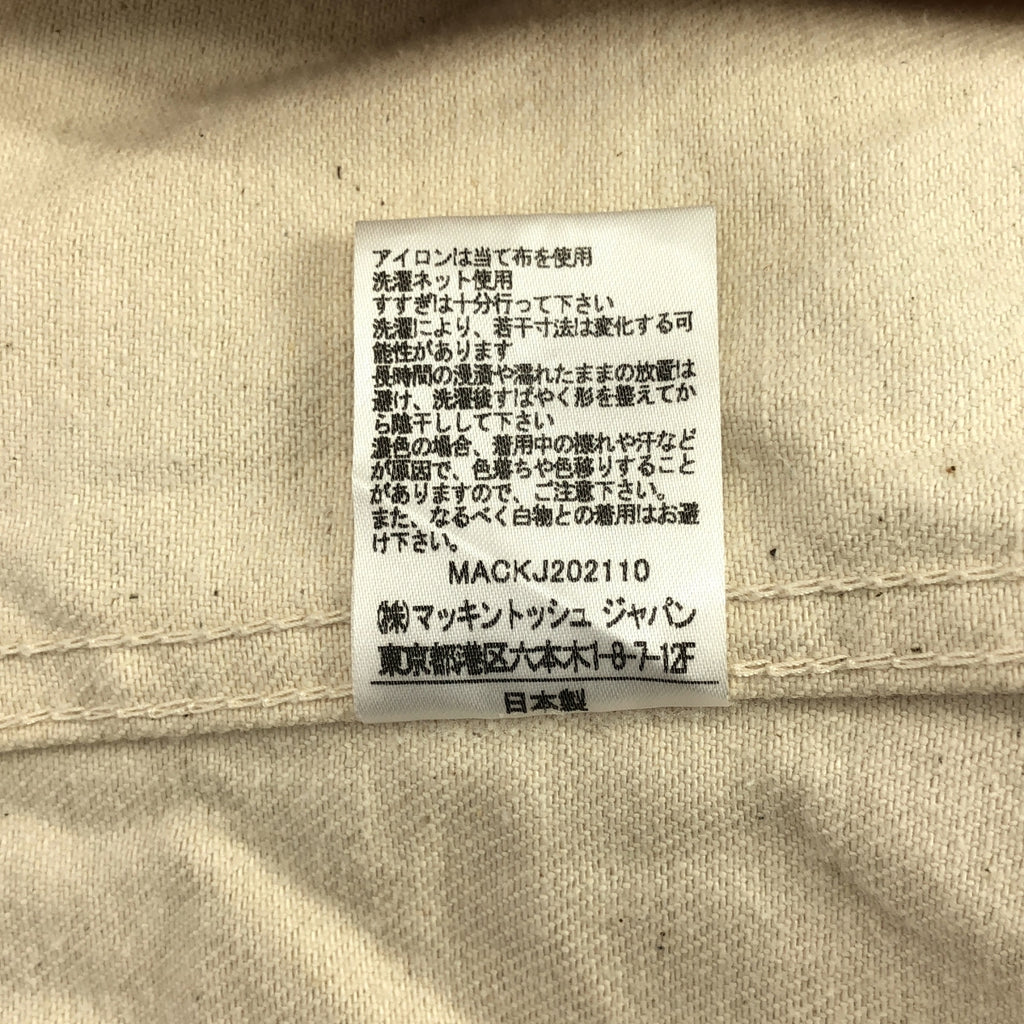 アイロンは当て布を使用
洗濯ネット使用
すすぎは十分行って下さい
洗濯により、若干寸法は変化する可
能性があります
長時間の浸漬や濡れたままの放置は
避け、洗濯後すばやく形を整えてか
ら陰干しして下さい
濃色の場合、着用中の擦れや汗など
が原因で、色落ちや色移りすること
がありますので、ご注意下さい。
また、なるべく白物との着用はお避
け下さい。
MACKJ202110
(株)マッキントッシュ ジャパン
東京都港区六本木1-8-7-12F
日本製